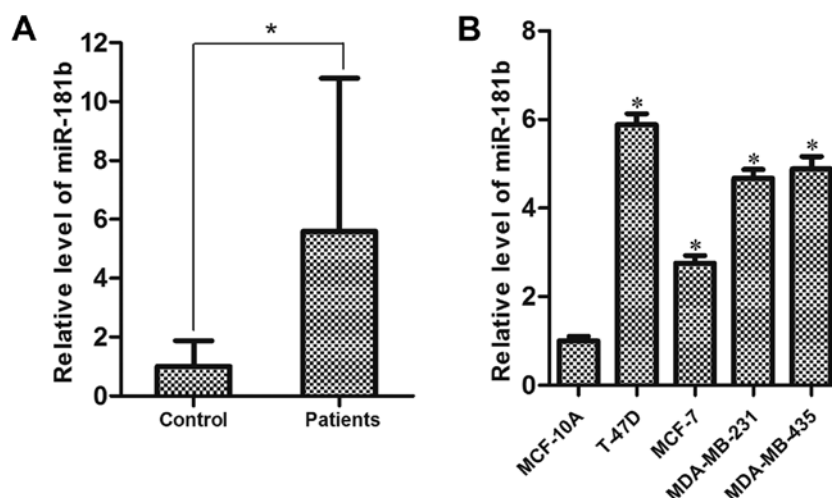 A
Relative level of miR-181b
12
10
8
6
4
2
0
*
Control
Patients
B
Relative level of miR-181b
8
6
4
2
0
*
*
*
*
MCF-10A
T-47D
MCF-7
MDA-MB-231
MDA-MB-435